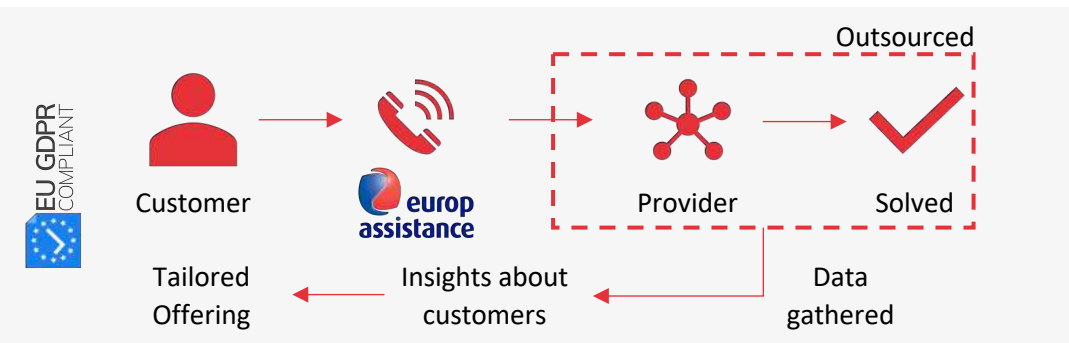 Outsourced
EU GDPR
COMPLIANT
Customer
europ
assistance
Provider
Solved
Tailored
Offering
Insights about
customers
Data
gathered